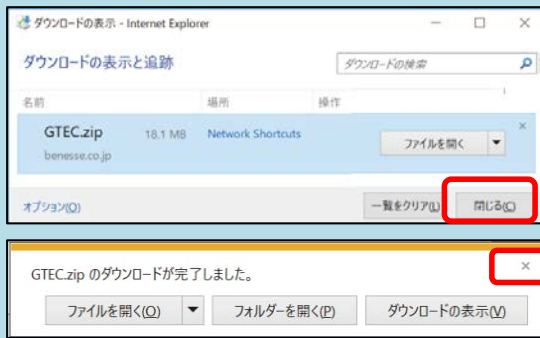 ダウンロードの表示 - Internet Explorer
ダウンロードの表示と追跡
ダウンロードの検索
名前 場所 操作
GTEC.zip 18.1 MB Network Shortcuts ファイルを開く
benesse.co.jp
オプション(O) 一覧をクリア(L) 閉じる(C)
GTEC.zip のダウンロードが完了しました。
ファイルを開く(O) フォルダーを開く(P) ダウンロードの表示(V)